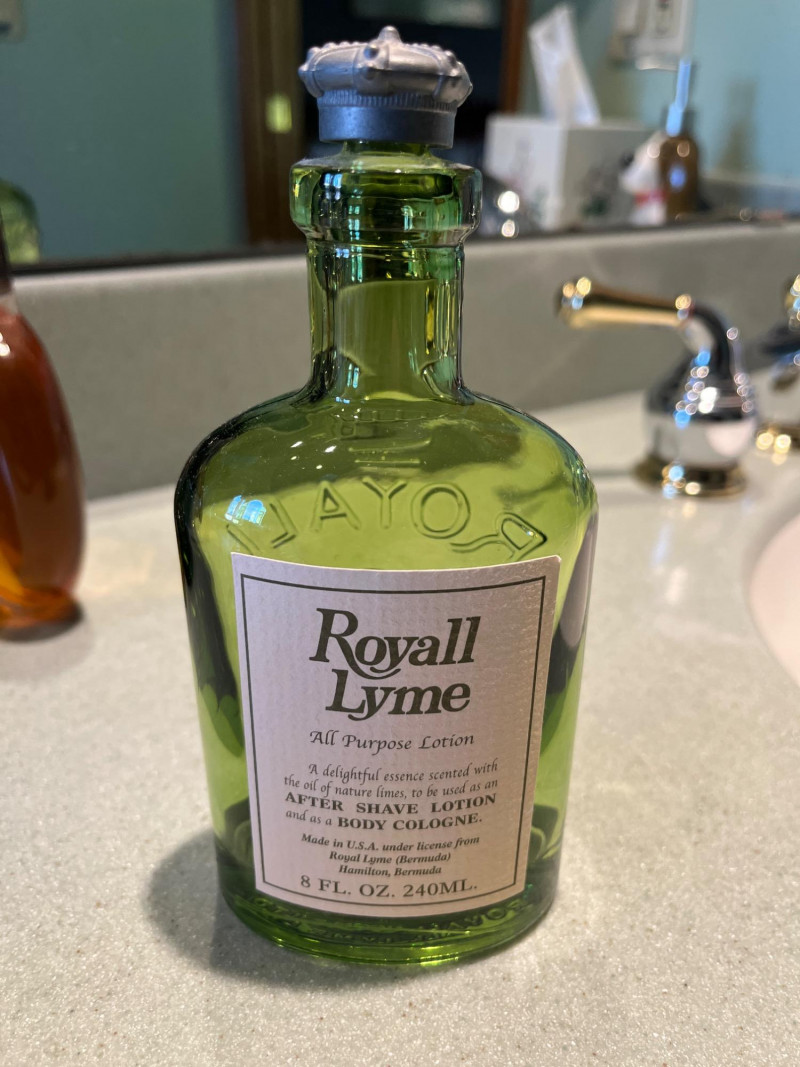 ROYALL
Royall
Lyme
All Purpose Lotion
A delightful essence scented with
the oil of nature limes, to be used as an
AFTER SHAVE LOTION
and as a BODY COLOGNE.
Made in U.S.A. under license from
Royal Lyme (Bermuda)
Hamilton, Bermuda
8 FL. OZ. 240ML.